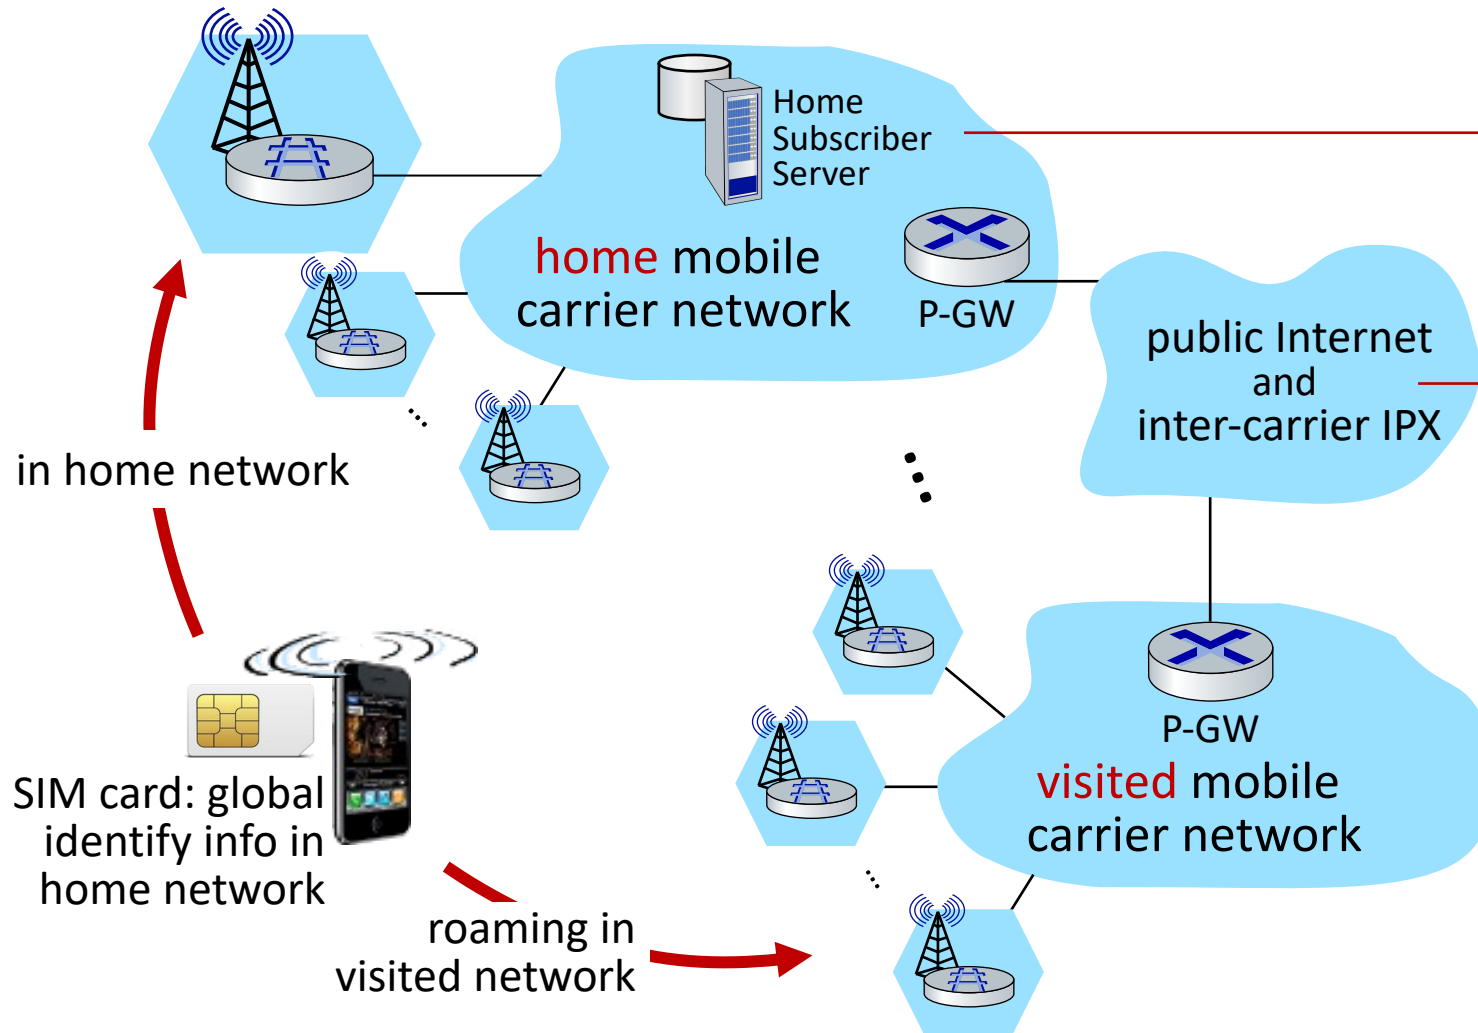 Home
Subscriber
Server
home mobile
carrier network
P-GW
public Internet
and
inter-carrier IPX
in home network
SIM card: global
identify info in
home network
P-GW
visited mobile
carrier network
roaming in
visited network